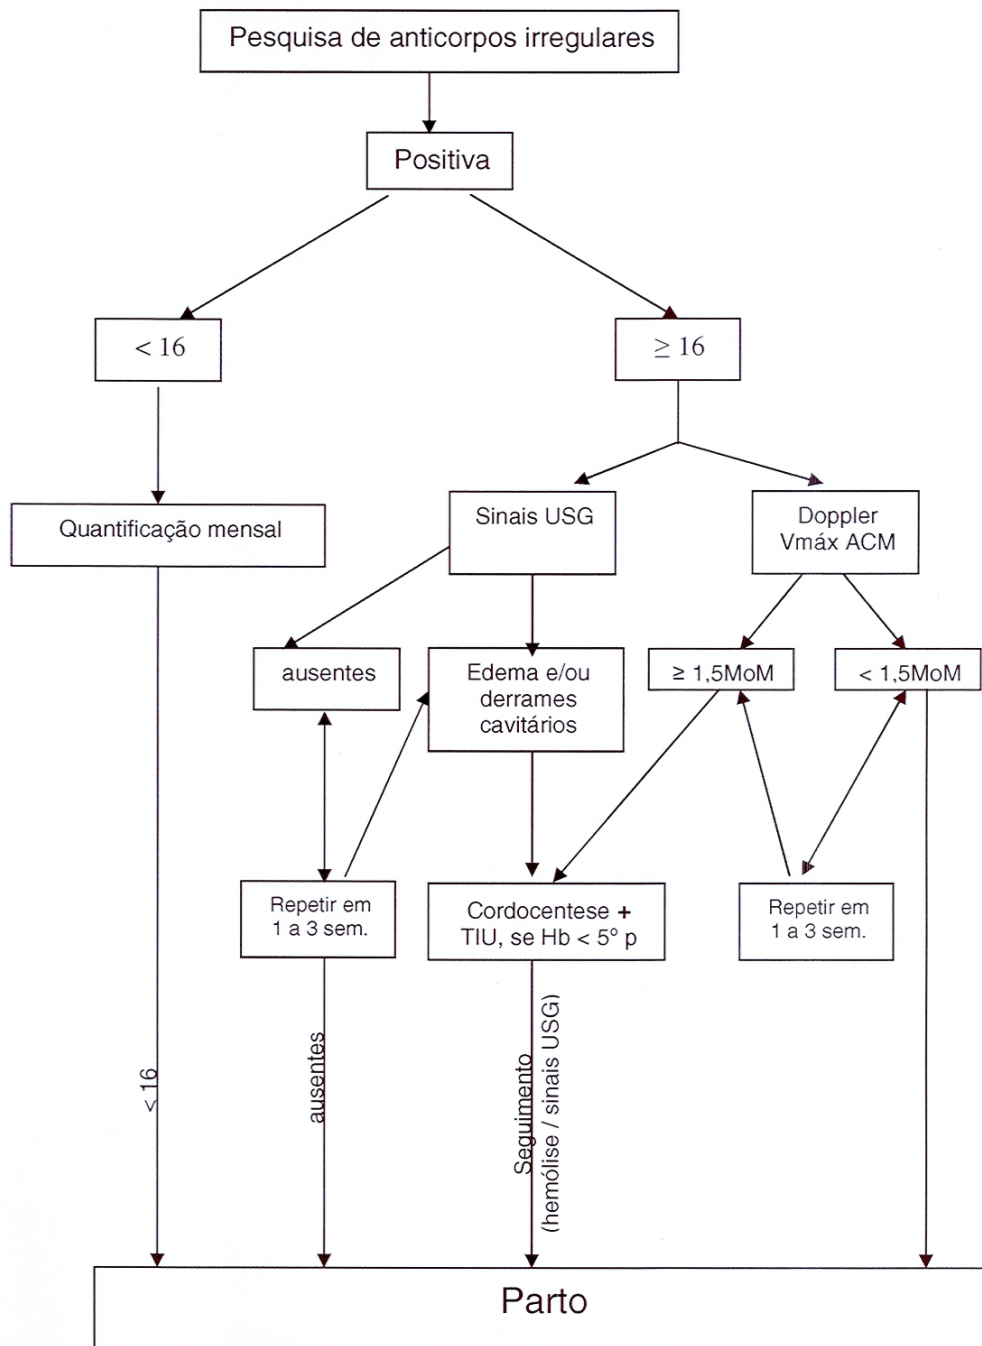 Pesquisa de anticorpos irregulares
Positiva
< 16
≥ 16
Quantificação mensal
Sinais USG
Doppler
Vmáx ACM
ausentes
Edema e/ou
derrames
cavitários
≥ 1,5MoM
< 1,5MoM
Repetir em
1 a 3 sem.
Cordocentese +
TIU, se Hb < 5º p
Repetir em
1 a 3 sem.
< 16
ausentes
Seguimento
(hemólise / sinais USG)
Parto